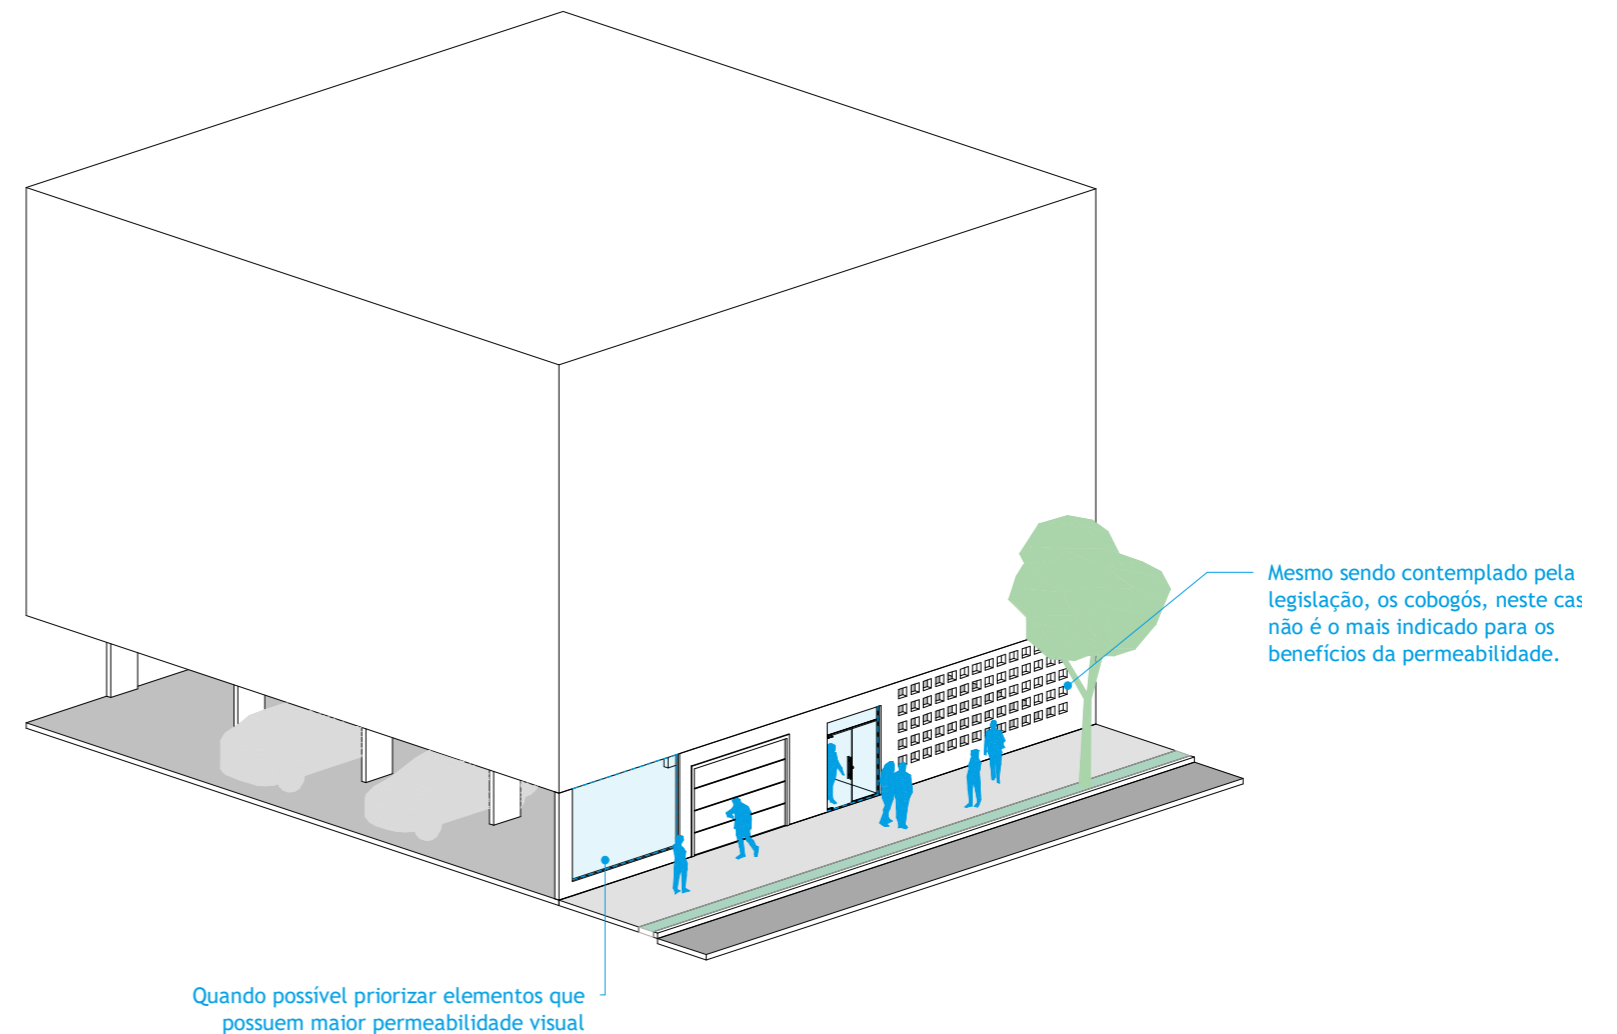 Mesmo sendo contemplado pela
legislação, os cobogós, neste cas
não é o mais indicado para os
benefícios da permeabilidade.
Quando possível priorizar elementos que
possuem maior permeabilidade visual